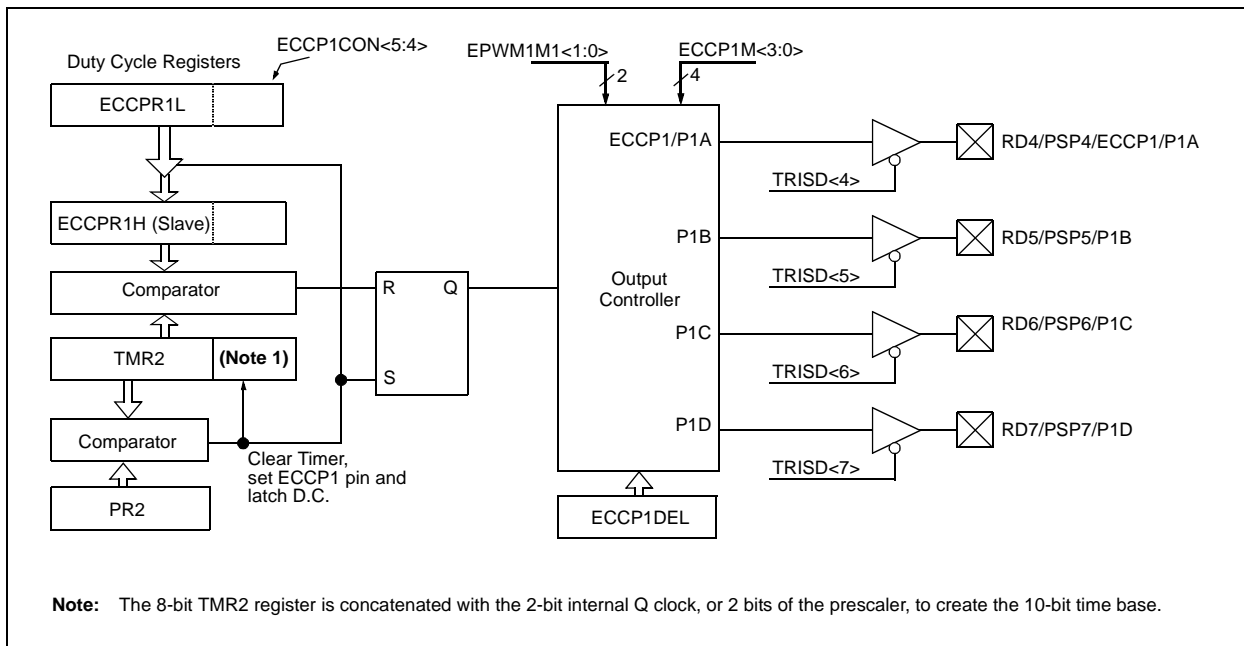 ECCP1CON<5:4>
Duty Cycle Registers
EPWM1M1<1:0>
ECCP1M<3:0>
2
4
ECCPR1L
ECCP1/P1A
RD4/PSP4/ECCP1/P1A
TRISD<4>
ECCPR1H (Slave)
P1B
RD5/PSP5/P1B
Comparator
R
Q
Output
Controller
TRISD<5>
TMR2
(Note 1)
P1C
RD6/PSP6/P1C
S
TRISD<6>
Comparator
P1D
RD7/PSP7/P1D
Clear Timer,
set ECCP1 pin and
latch D.C.
TRISD<7>
PR2
ECCP1DEL
Note: The 8-bit TMR2 register is concatenated with the 2-bit internal Q clock, or 2 bits of the prescaler, to create the 10-bit time base.